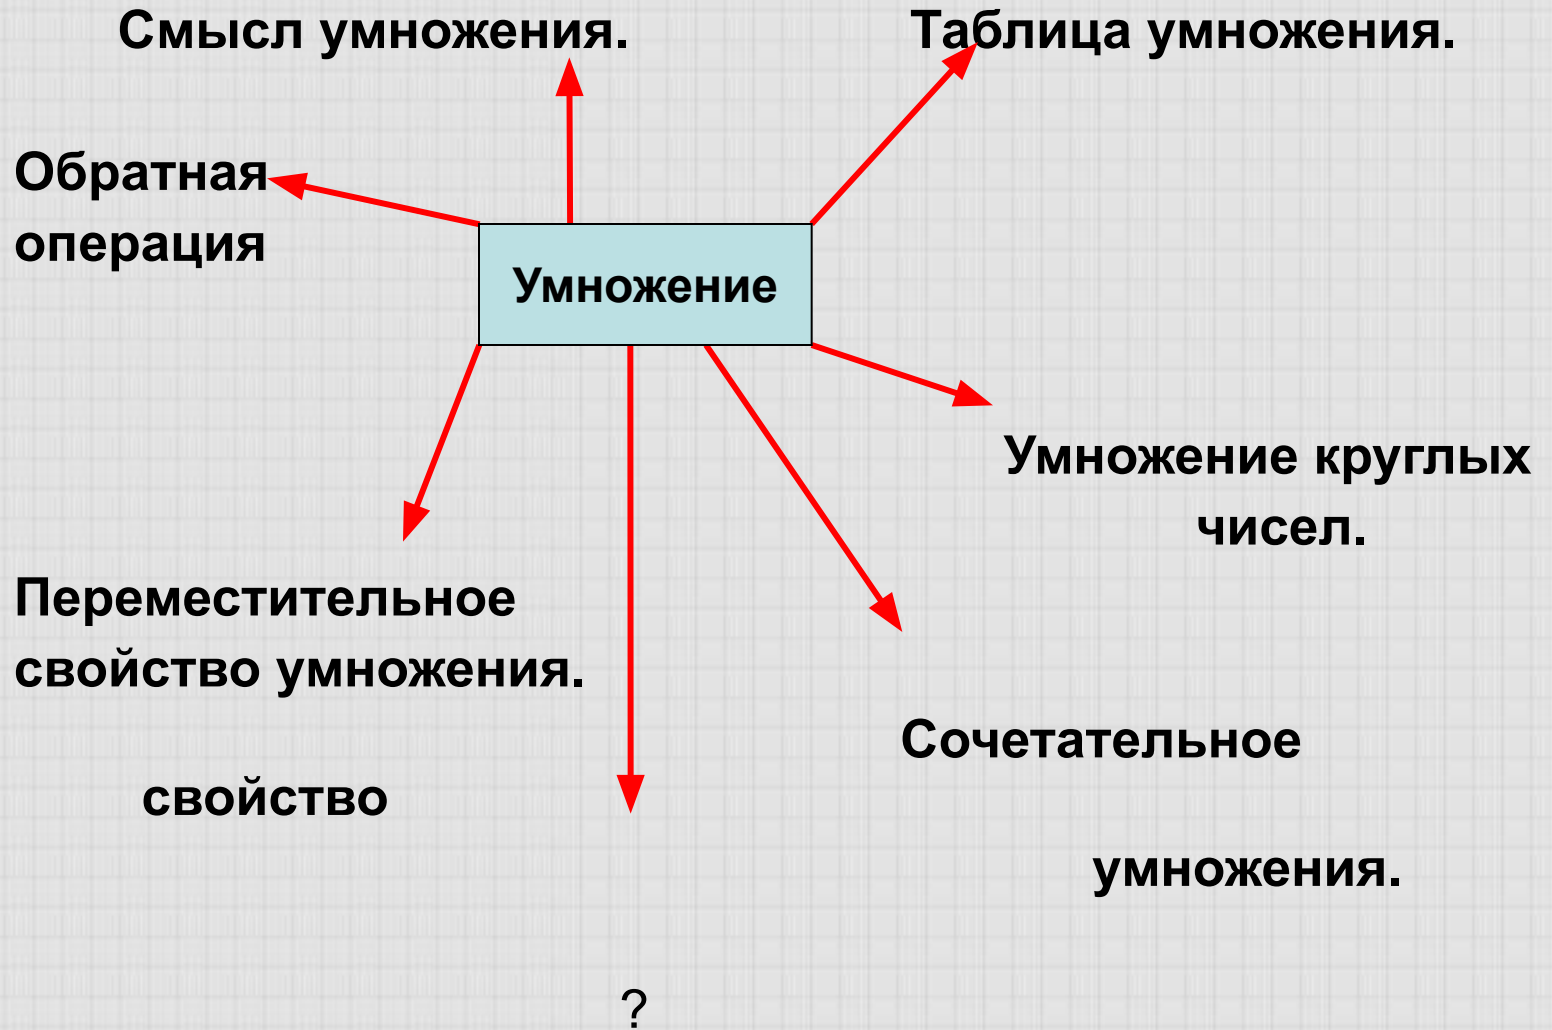 Смысл умножения.
Таблица умножения.
Обратная
операция
Умножение
Умножение круглых
чисел.
Переместительное
свойство умножения.
Сочетательное
свойство
умножения.
?